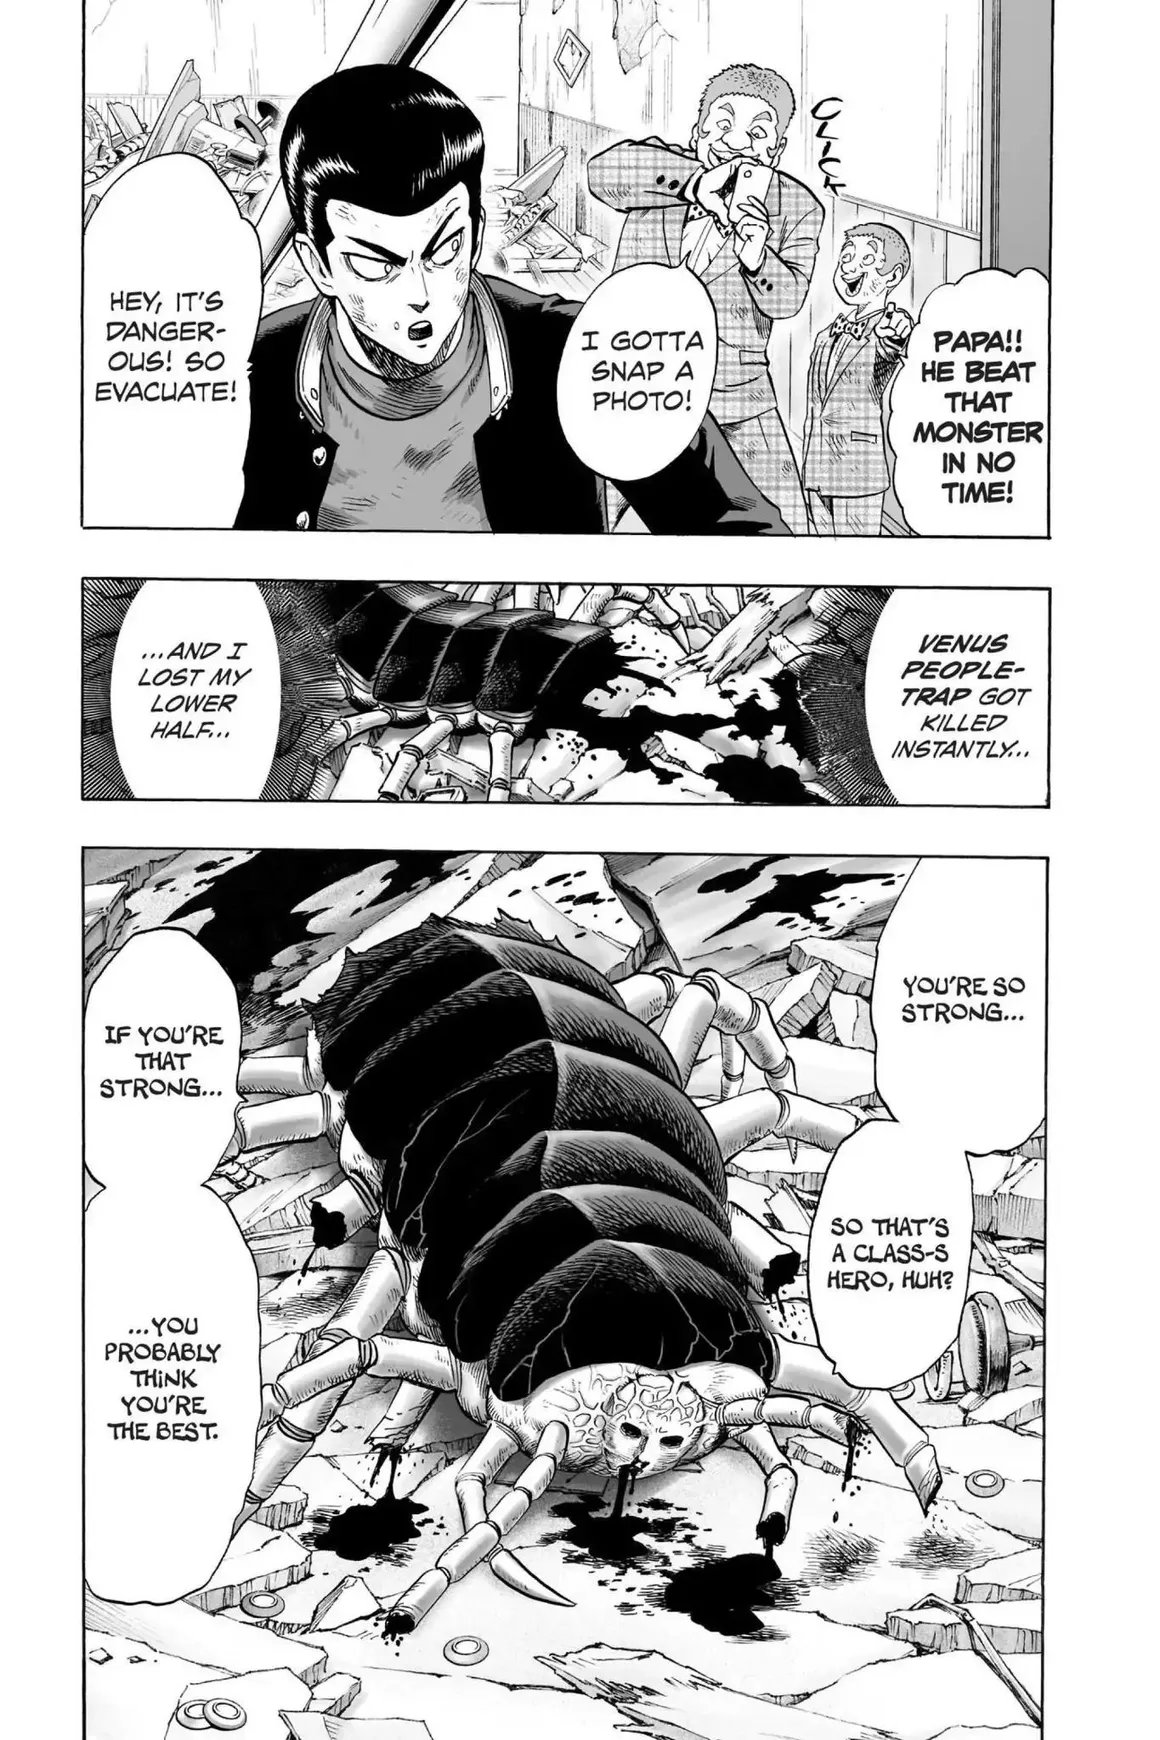 PAPA!!
HE BEAT
THAT
MONSTER
IN NO
TIME!
CLICK
I GOTTA
SNAP A
PHOTO!
HEY, IT'S
DANGER-
OUS! SO
EVACUATE!
VENUS
PEOPLE-
TRAP GOT
KILLED
INSTANTLY...
...AND I
LOST MY
LOWER
HALF...
YOU'RE SO
STRONG...
SO THAT'S
A CLASS-S
HERO, HUH?
IF YOU'RE
THAT
STRONG...
...YOU
PROBABLY
THiNK
YOU'RE
THE BEST.